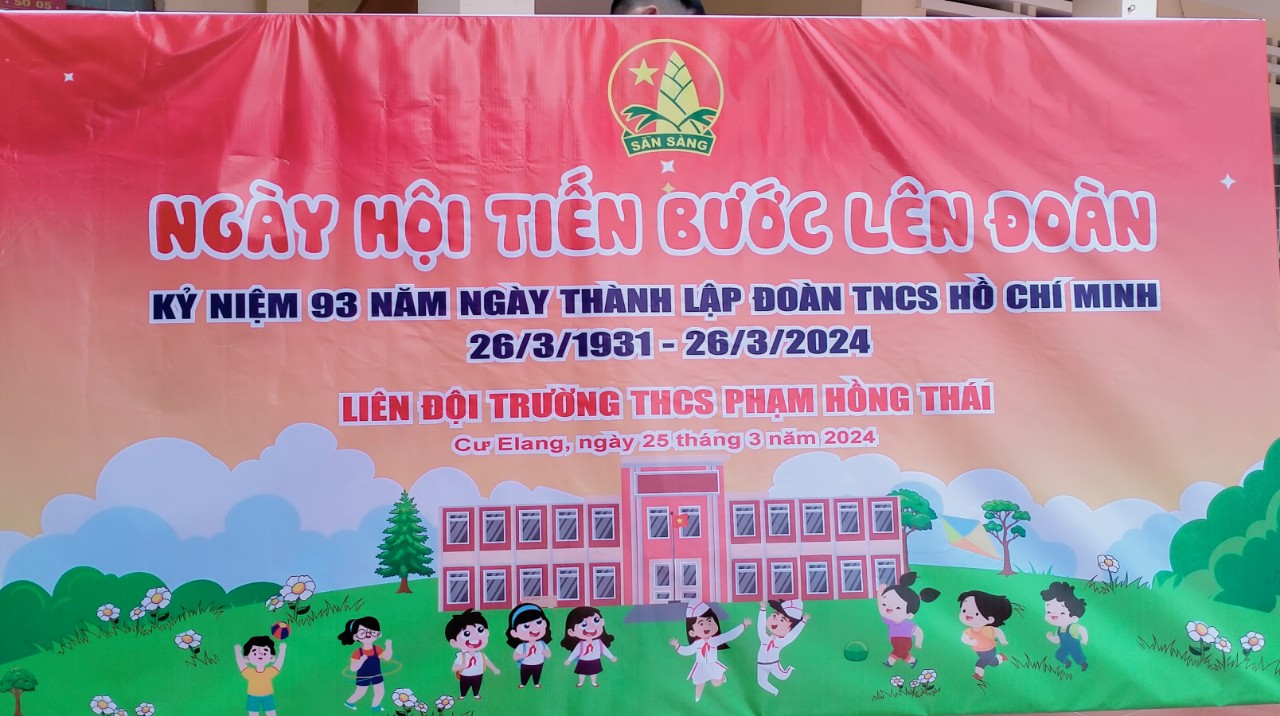 SỐ 05
SẴN SÀNG
NGÀY HỘI TIẾN BƯỚC LÊN ĐOÀN
KỶ NIỆM 93 NĂM NGÀY THÀNH LẬP ĐOÀN TNCS HỒ CHÍ MINH
26/3/1931 - 26/3/2024
LIÊN ĐỘI TRƯỜNG THCS PHẠM HỒNG THÁI
Cư Elang, ngày 25 tháng 3 năm 2024